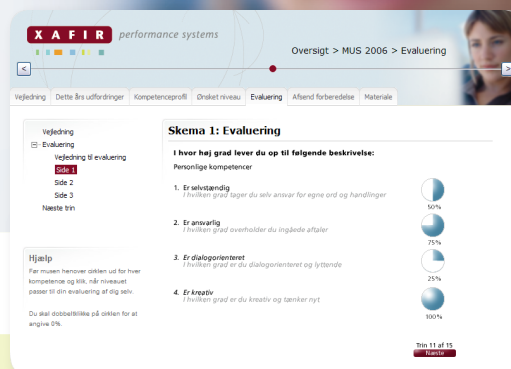 XAFIR performance systems
Oversigt > MUS 2006 > Evaluering
<
>
Vejledning Dette års udfordringer Kompetenceprofil Ønsket niveau Evaluering Afsend forberedelse Materiale
Vejledning
Evaluering
Vejledning til evaluering
Side 1
Side 2
Side 3
Næste trin
Hjælp
Før musen henover cirklen ud for hver
kompetence og klik, når niveauet
passer til din evaluering af dig selv.
Du skal dobbeltklikke på cirklen for at
angive 0%.
Skema 1: Evaluering
I hvor høj grad lever du op til følgende beskrivelse:
Personlige kompetencer
1. Er selvstændig
I hvilken grad tager du selv ansvar for egne ord og handlinger
50%
2. Er ansvarlig
I hvilken grad overholder du ingåede aftaler
75%
3. Er dialogorienteret
I hvilken grad er du dialogorienteret og lyttende
25%
4. Er kreativ
I hvilken grad er du kreativ og tænker nyt
100%
Trin 11 af 15
Næste